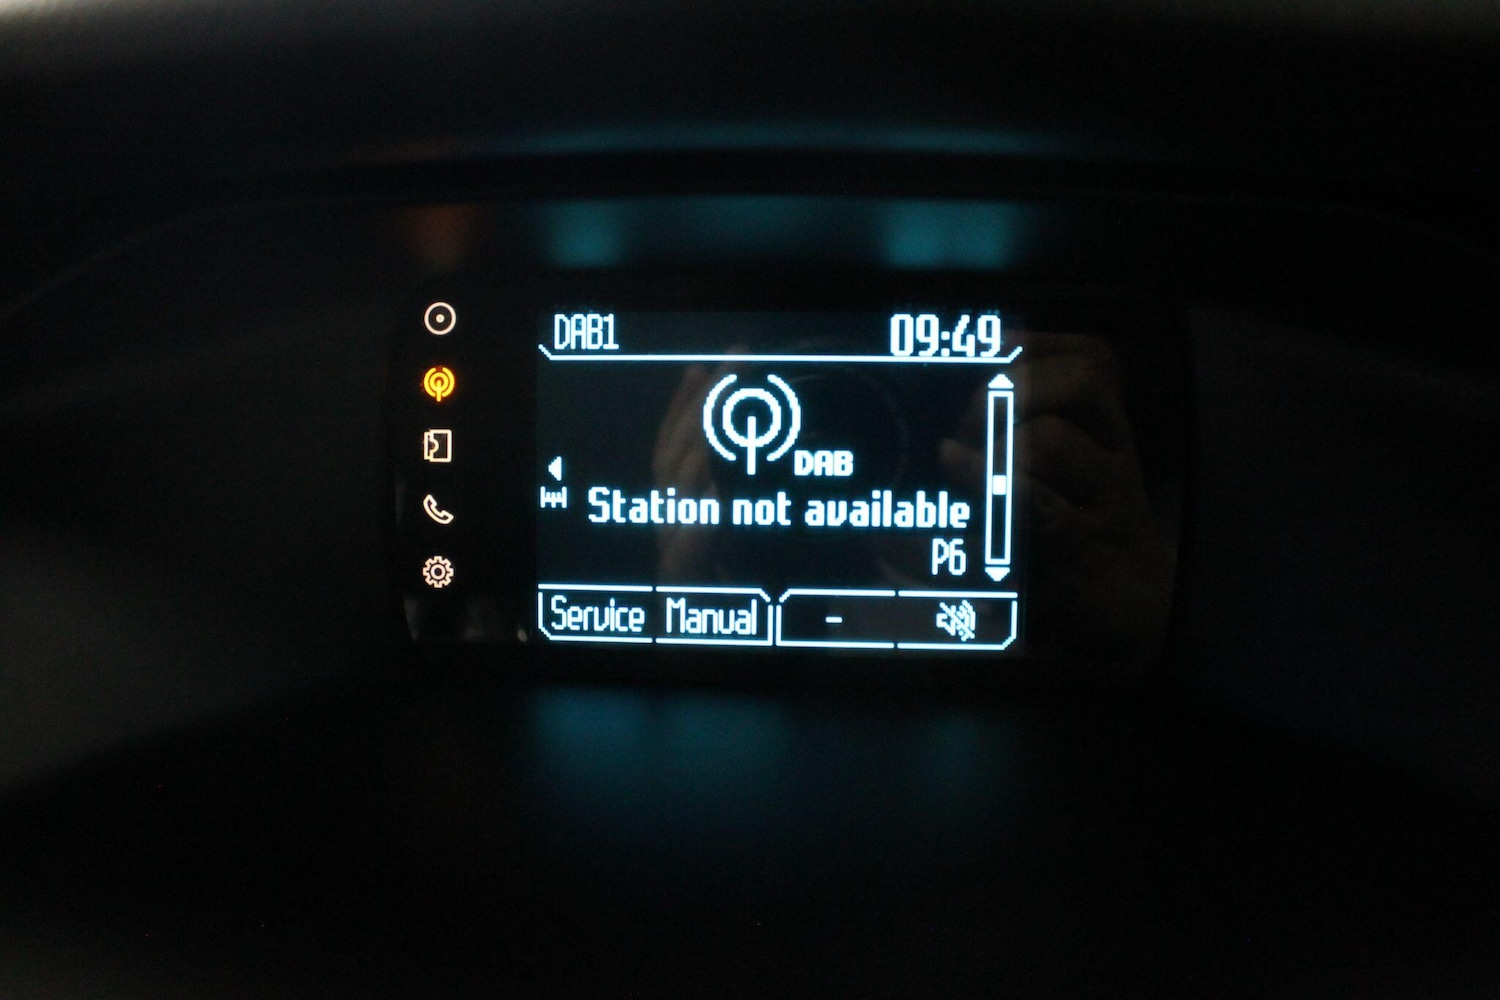 DAB1 09:49
DAB
Station not available
P6
Service Manual -